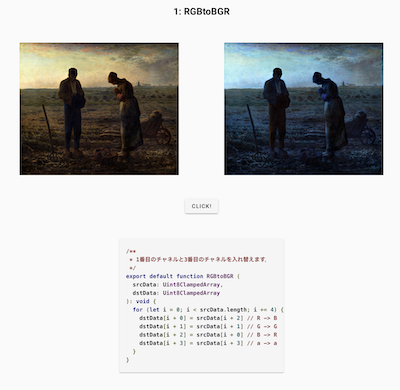 1: RGBtoBGR
CLICK!
/**
* 1番目のチャネルと3番目のチャネルを入れ替えます.
*/
export default function RGBtoBGR (
srcData: Uint8ClampedArray,
dstData: Uint8ClampedArray
): void {
for (let i = 0; i < srcData.length; i += 4) {
dstData[i + 0] = srcData[i + 2] // R -> B
dstData[i + 1] = srcData[i + 1] // G -> G
dstData[i + 2] = srcData[i + 0] // B -> R
dstData[i + 3] = srcData[i + 3] // a -> a
}
}